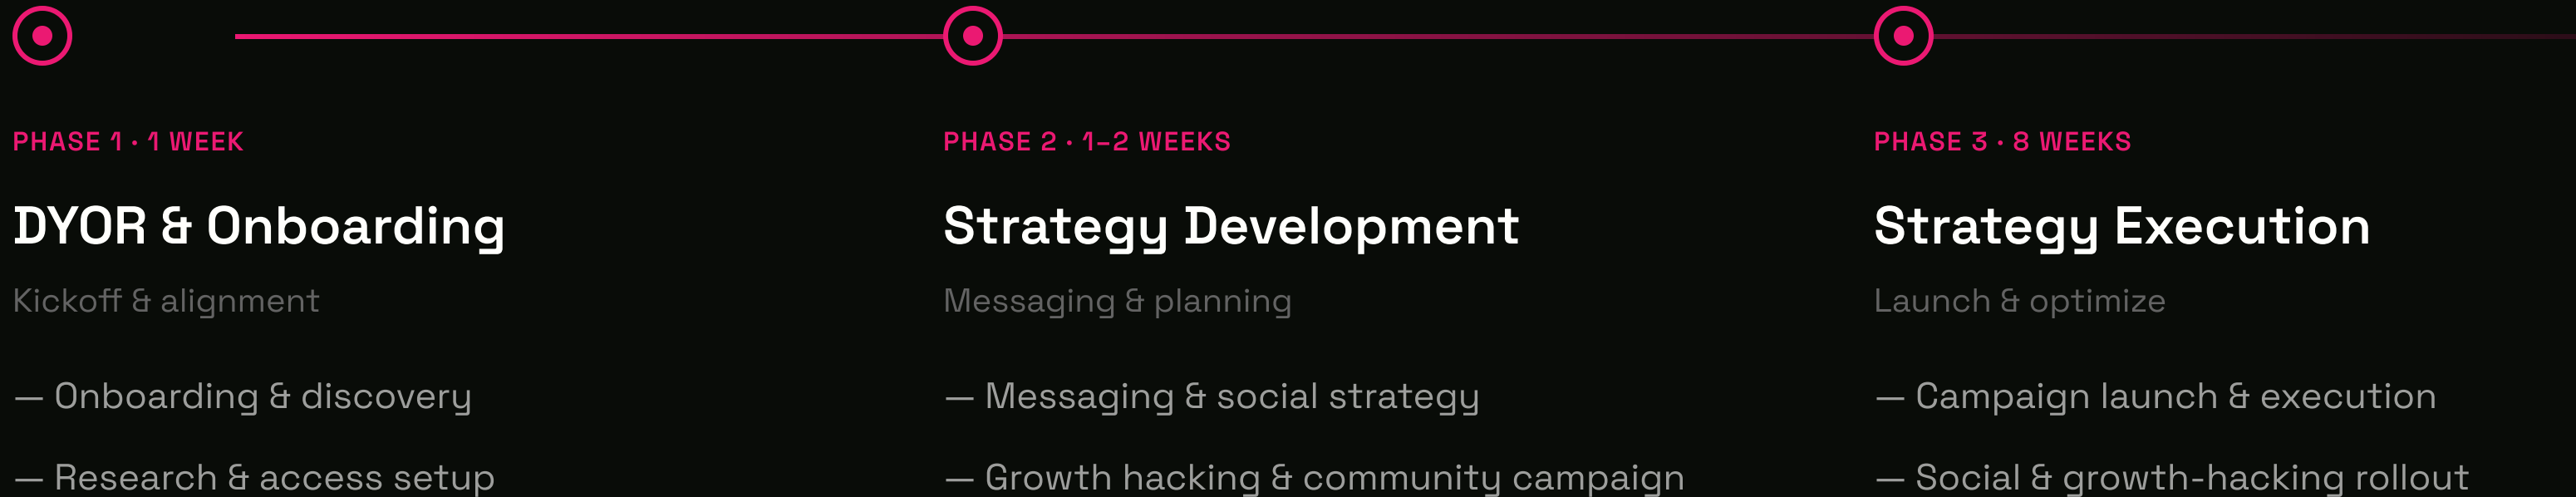 PHASE 1 · 1 WEEK
DYOR & Onboarding
Kickoff & alignment
— Onboarding & discovery
— Research & access setup
PHASE 2 · 1–2 WEEKS
Strategy Development
Messaging & planning
— Messaging & social strategy
— Growth hacking & community campaign
PHASE 3 · 8 WEEKS
Strategy Execution
Launch & optimize
— Campaign launch & execution
— Social & growth-hacking rollout